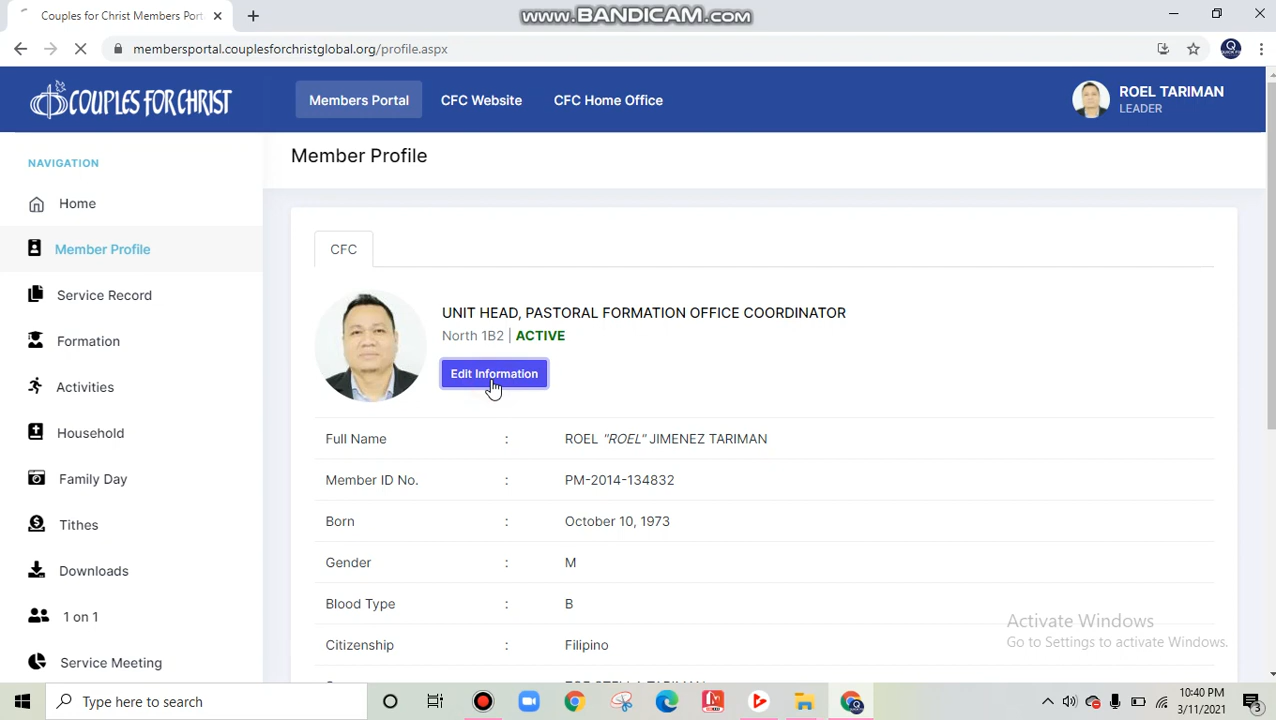 www.BANDICAM.com
Couples for Christ Members Port
membersportal.couplesforchristglobal.org/profile.aspx
COUPLES FOR CHRIST
Members Portal
CFC Website
CFC Home Office
ROEL TARIMAN
LEADER
NAVIGATION
Home
Member Profile
Service Record
Formation
Activities
Household
Family Day
Tithes
Downloads
1 on 1
Service Meeting
Member Profile
CFC
UNIT HEAD, PASTORAL FORMATION OFFICE COORDINATOR
North 1B2 | ACTIVE
Edit Information
Full Name : ROEL "ROEL" JIMENEZ TARIMAN
Member ID No. : PM-2014-134832
Born : October 10, 1973
Gender : M
Blood Type : B
Citizenship : Filipino
Activate Windows
Go to Settings to activate Windows.
Type here to search
10:40 PM
3/11/2021
3